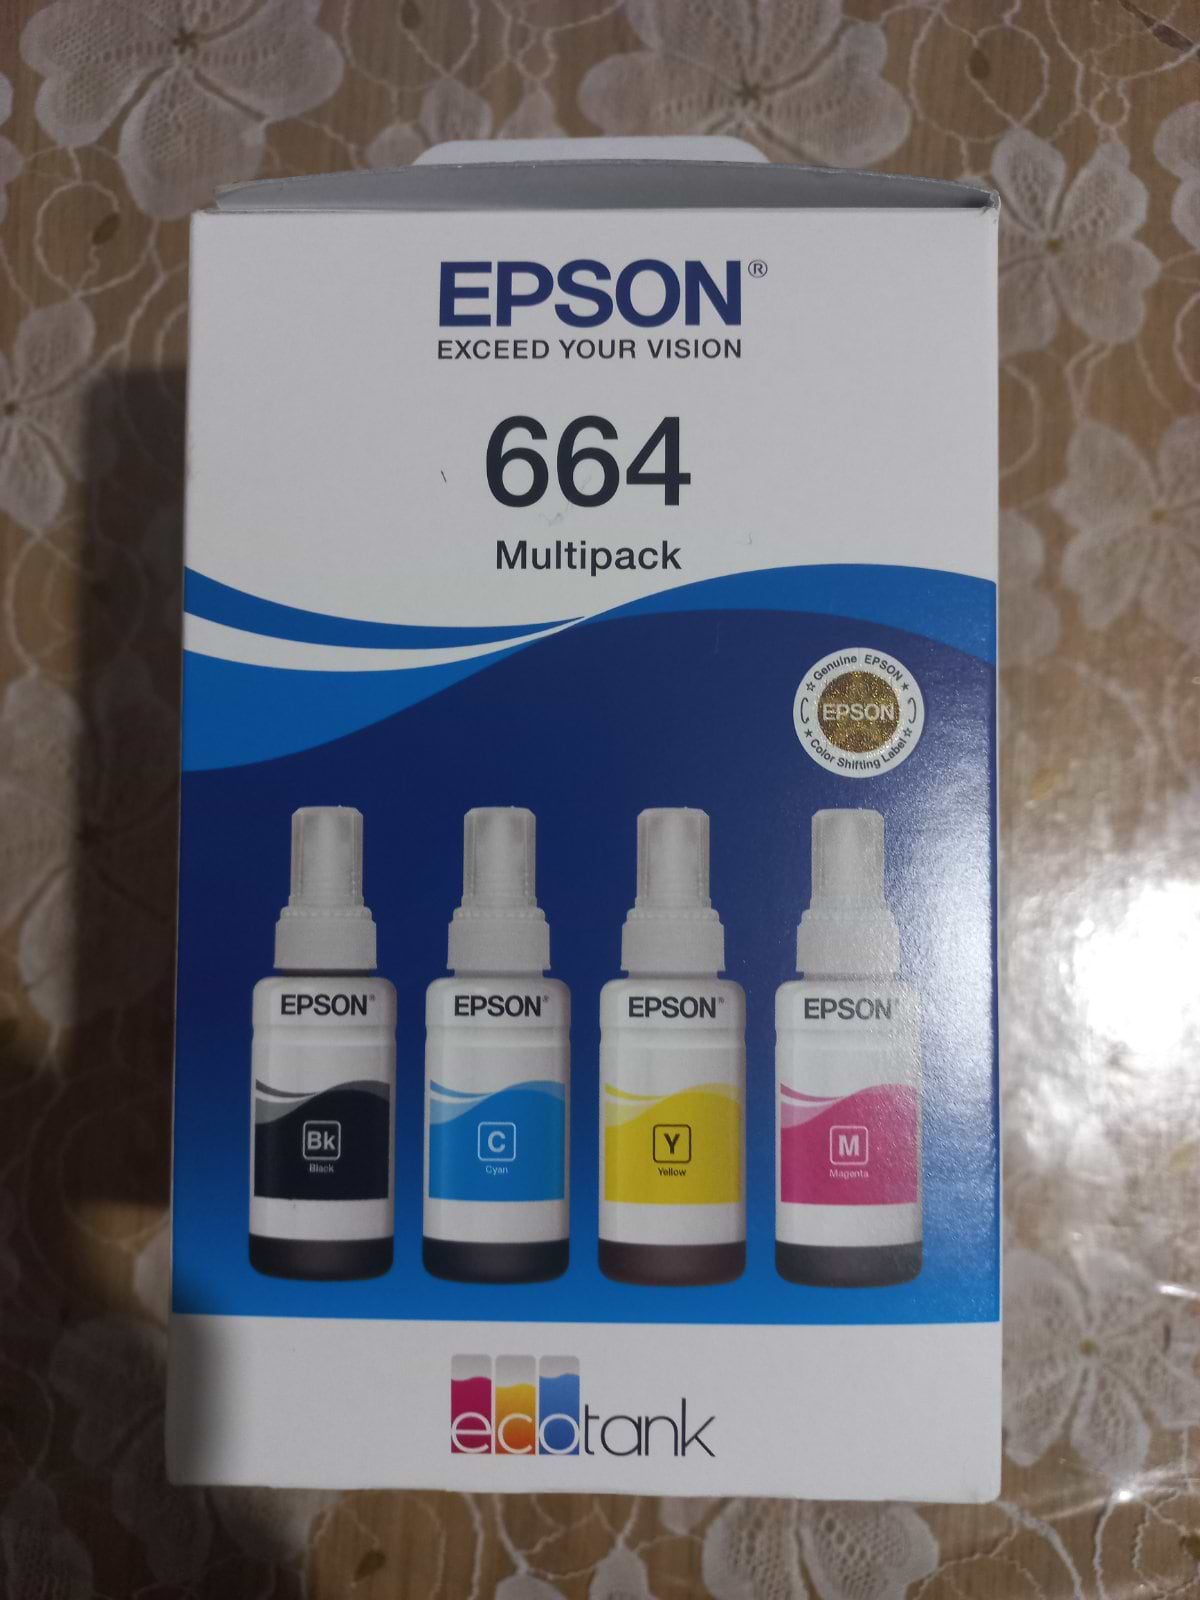 EPSON®
EXCEED YOUR VISION
664
Multipack
Genuine EPSON
EPSON
Color Shifting Label
EPSON® EPSON® EPSON® EPSON®
Bk C Y M
Black Cyan Yellow Magenta
ecotank